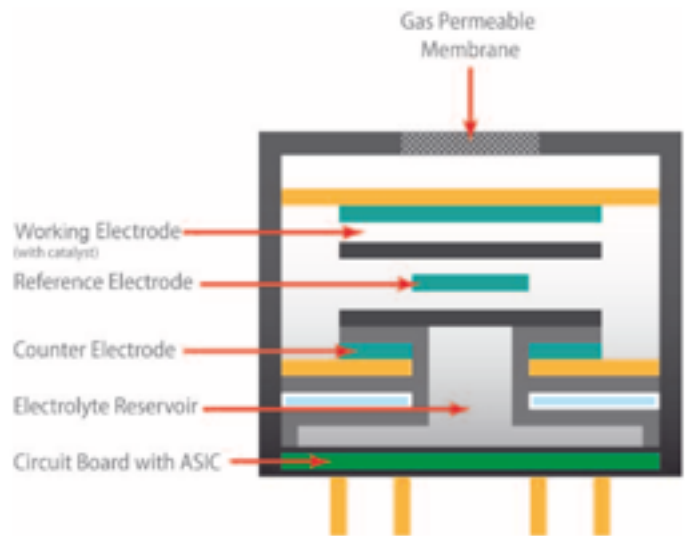 Gas Permeable
Membrane
Working Electrode
(with catalyst)
Reference Electrode
Counter Electrode
Electrolyte Reservoir
Circuit Board with ASIC